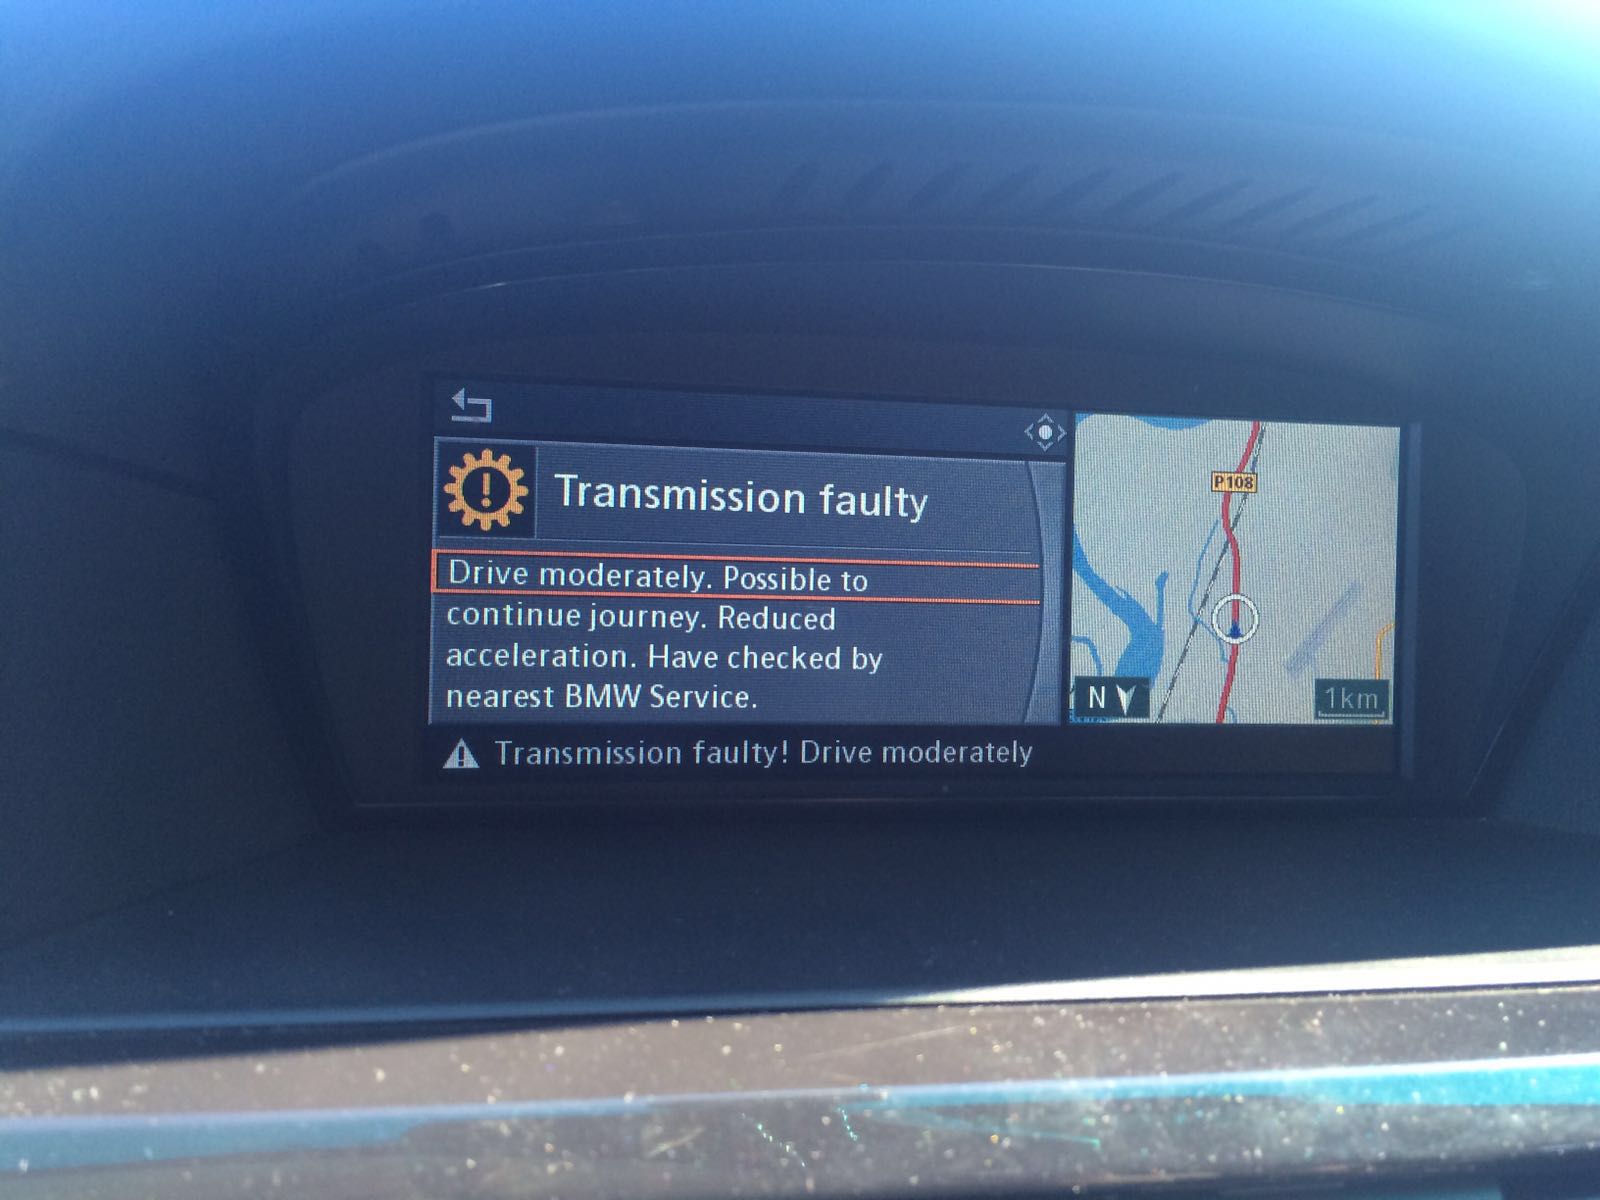 Transmission faulty
Drive moderately. Possible to
continue journey. Reduced
acceleration. Have checked by
nearest BMW Service.
Transmission faulty! Drive moderately
P108
N
1km